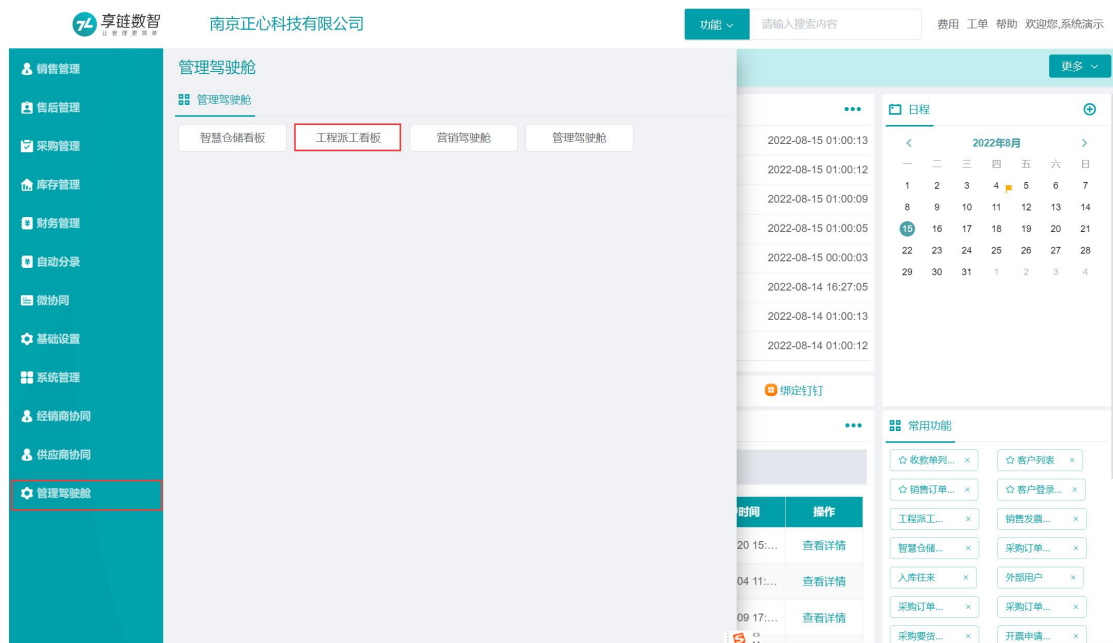 享链数智
让管理更简单
南京正心科技有限公司
功能
请输入搜索内容
费用 工单 帮助 欢迎您,系统演示
销售管理
售后管理
采购管理
库存管理
财务管理
自动分录
微协同
基础设置
系统管理
经销商协同
供应商协同
管理驾驶舱
管理驾驶舱
管理驾驶舱
智慧仓储看板 工程派工看板 营销驾驶舱 管理驾驶舱
更多
2022-08-15 01:00:13
2022-08-15 01:00:12
2022-08-15 01:00:09
2022-08-15 01:00:05
2022-08-15 00:00:03
2022-08-14 16:27:05
2022-08-14 01:00:13
2022-08-14 01:00:12
绑定钉钉
时间 操作
20 15:... 查看详情
04 11:... 查看详情
09 17:... 查看详情
日程
2022年8月
一 二 三 四 五 六 日
1 2 3 4 5 6 7
8 9 10 11 12 13 14
15 16 17 18 19 20 21
22 23 24 25 26 27 28
29 30 31 1 2 3 4
常用功能
收款单列... × 客户列表 ×
销售订单... × 客户登录... ×
工程派工... × 销售发票... ×
智慧仓储... × 采购订单... ×
入库往来 × 外部用户 ×
采购订单... × 采购订单... ×
采购要货... × 开票申请... ×